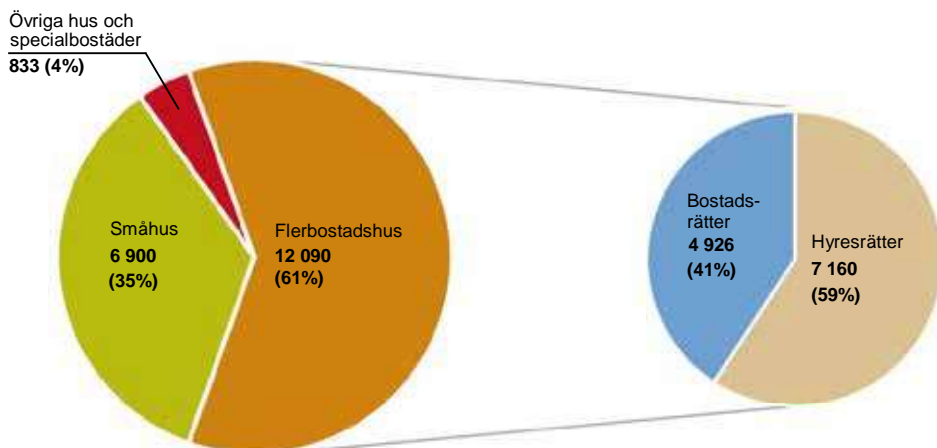 Övriga hus och
specialbostäder
833 (4%)
Småhus
6 900
(35%)
Flerbostadshus
12 090
(61%)
Bostads-
rätter
4 926
(41%)
Hyresrätter
7 160
(59%)